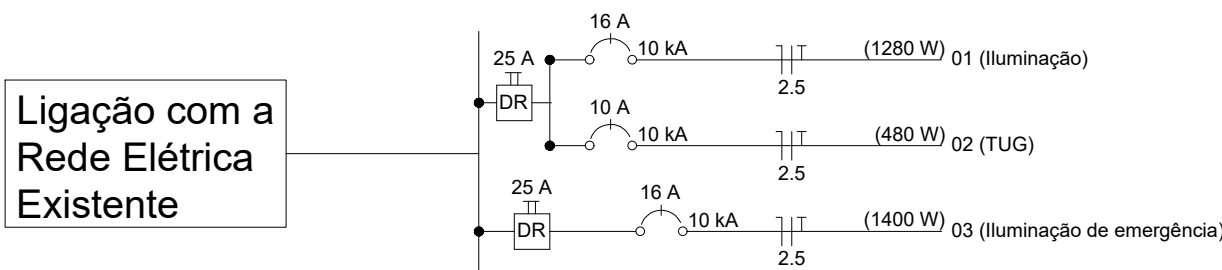 Ligação com a
Rede Elétrica
Existente
25 A
DR
16 A
10 kA
2.5
(1280 W)
01 (Iluminação)
10 A
10 kA
2.5
(480 W)
02 (TUG)
25 A
DR
16 A
10 kA
2.5
(1400 W)
03 (Iluminação de emergência)